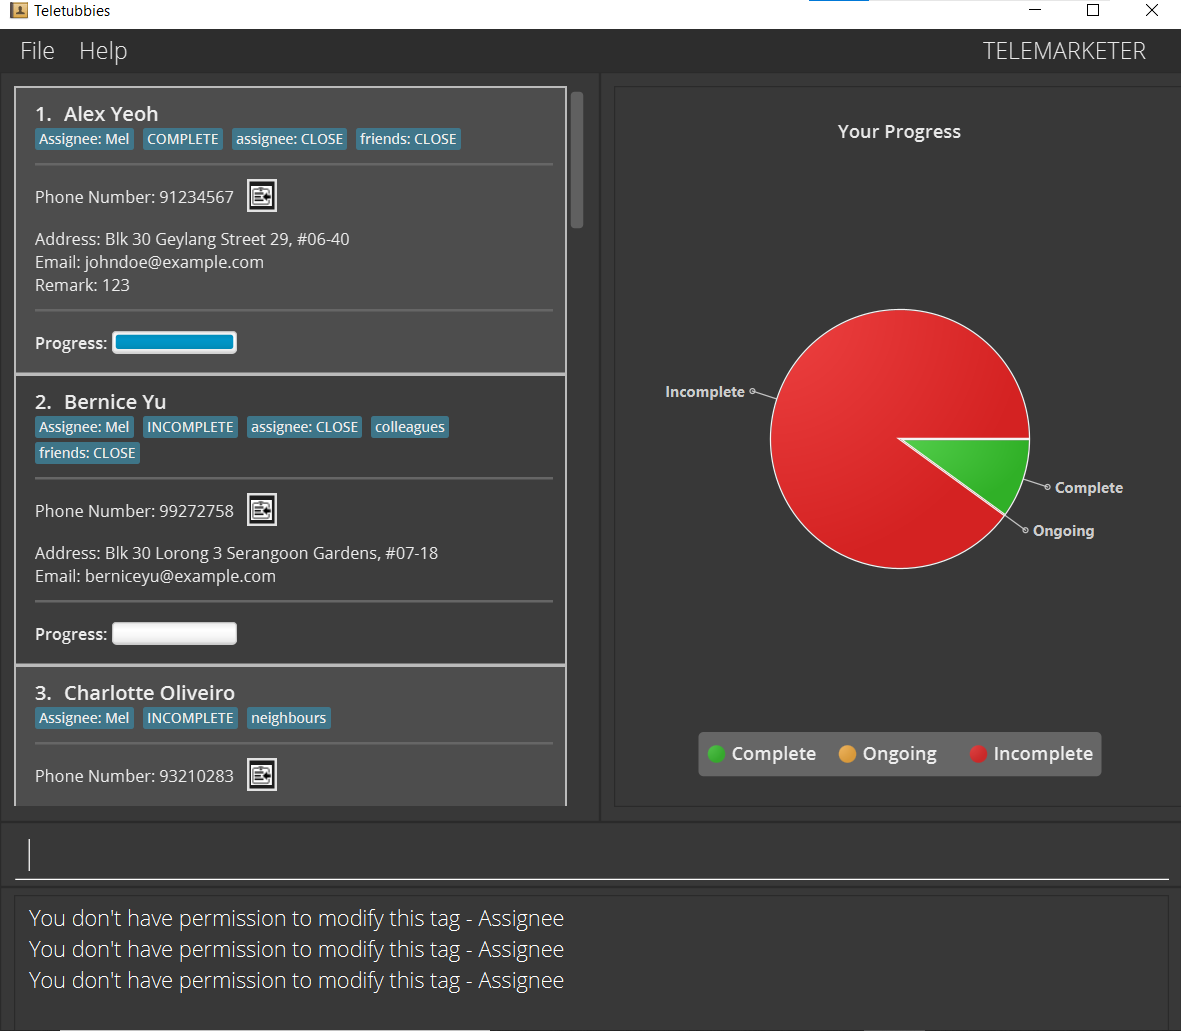 Teletubbies
File Help TELEMARKETER
1. Alex Yeoh
Assignee: Mel COMPLETE assignee: CLOSE friends: CLOSE
Phone Number: 91234567
Address: Blk 30 Geylang Street 29, #06-40
Email: johndoe@example.com
Remark: 123
Progress:
2. Bernice Yu
Assignee: Mel INCOMPLETE assignee: CLOSE colleagues
friends: CLOSE
Phone Number: 99272758
Address: Blk 30 Lorong 3 Serangoon Gardens, #07-18
Email: berniceyu@example.com
Progress:
3. Charlotte Oliveiro
Assignee: Mel INCOMPLETE neighbours
Phone Number: 93210283
Your Progress
Incomplete
Complete
Ongoing
Complete Ongoing Incomplete
You don't have permission to modify this tag - Assignee
You don't have permission to modify this tag - Assignee
You don't have permission to modify this tag - Assignee